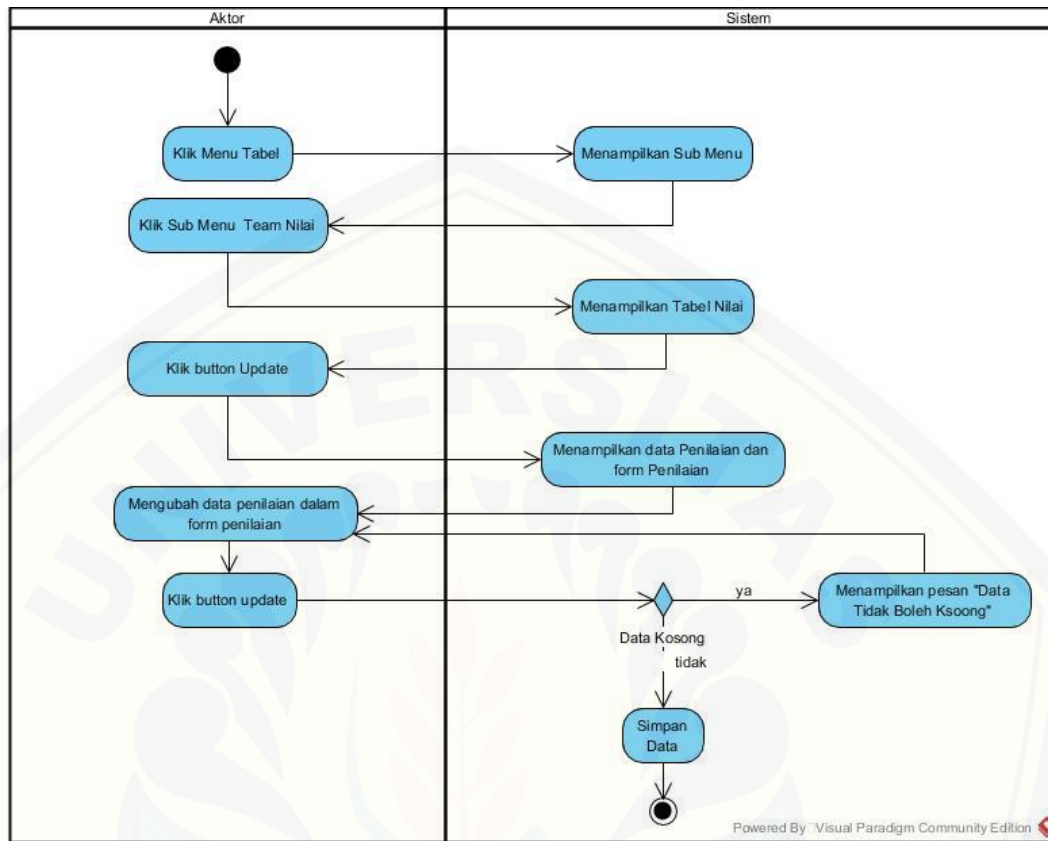 Aktor
Sistem
Klik Menu Tabel
Menampilkan Sub Menu
Klik Sub Menu Team Nilai
Menampilkan Tabel Nilai
Klik button Update
Menampilkan data Penilaian dan
form Penilaian
Mengubah data penilaian dalam
form penilaian
Klik button update
ya
Menampilkan pesan "Data
Tidak Boleh Ksoong"
Data Kosong
tidak
Simpan
Data
UNIVERSITAS
Powered By Visual Paradigm Community Edition